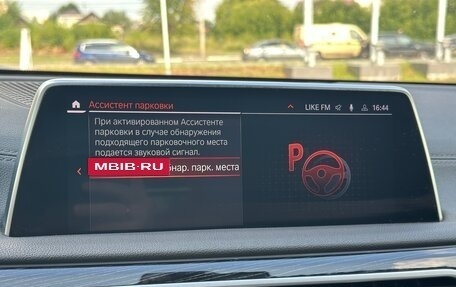 Ассистент парковки
LIKE FM
16:44
При активированном Ассистенте
парковки в случае обнаружения
подходящего парковочного места
подается звуковой сигнал.
MBIB-RU
парк. места
P